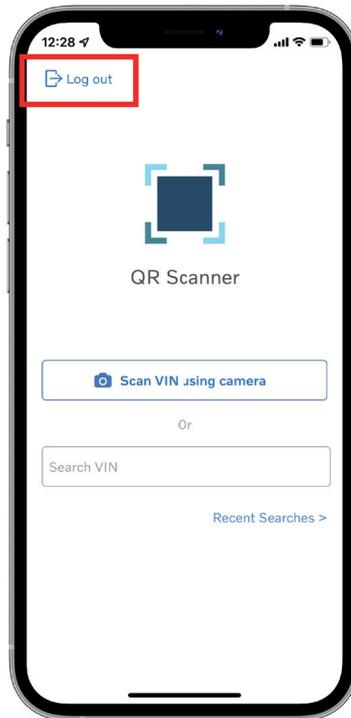 12:28
Log out
QR Scanner
Scan VIN using camera
Or
Search VIN
Recent Searches >